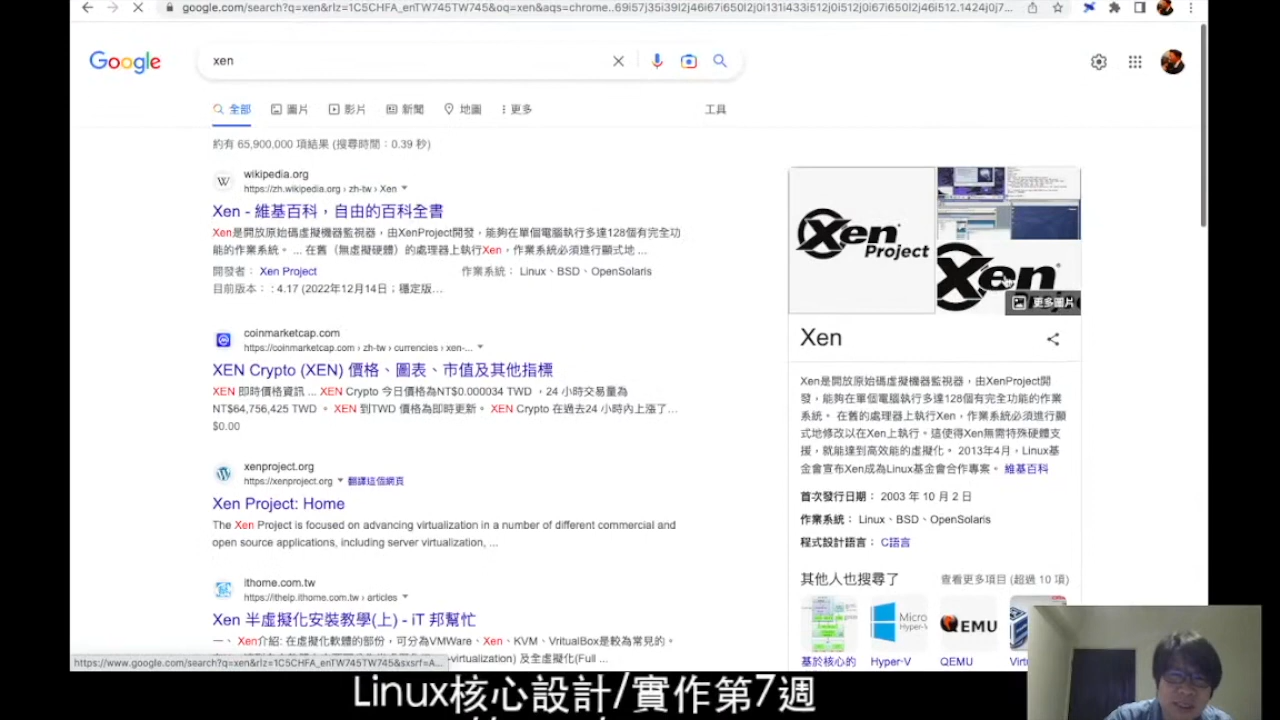 google.com/search?q=xen&rlz=1C5CHFA_enTW745TW745&oq=xen&aqs=chrome..69i57j35i39l2j46i67i650l2j0i131i433i512j0i512j0i67i650l2j46i512.1424j0j7...
Google
xen
全部 圖片 影片 新聞 地圖 更多 工具
約有 65,900,000 項結果 (搜尋時間：0.39 秒)
W
wikipedia.org
https://zh.wikipedia.org › zh-tw › Xen
Xen - 維基百科，自由的百科全書
Xen是開放原始碼虛擬機器監視器，由XenProject開發，能夠在單個電腦執行多達128個有完全功
能的作業系統。 ... 在舊（無虛擬硬體）的處理器上執行Xen，作業系統必須進行顯式地 ...
開發者： Xen Project 作業系統： Linux、BSD、OpenSolaris
目前版本： : 4.17 (2022年12月14日；穩定版...
coinmarketcap.com
https://coinmarketcap.com › zh-tw › currencies › xen-...
XEN Crypto (XEN) 價格、圖表、市值及其他指標
XEN 即時價格資訊 ... XEN Crypto 今日價格為NT$0.000034 TWD ，24 小時交易量為
NT$64,756,425 TWD 。 XEN 到TWD 價格為即時更新。 XEN Crypto 在過去24 小時內上漲了...
$0.00
xenproject.org
https://xenproject.org 翻譯這個網頁
Xen Project: Home
The Xen Project is focused on advancing virtualization in a number of different commercial and
open source applications, including server virtualization, ...
ithome.com.tw
https://ithelp.ithome.com.tw › articles
Xen 半虛擬化安裝教學(上) - iT 邦幫忙
一、 Xen介紹: 在虛擬化軟體的部份，可分為VMWare、Xen、KVM、VritualBox是較為常見的。
-virtualization) 及全虛擬化(Full ...
https://www.google.com/search?q=xen&rlz=1C5CHFA_enTW745TW745&sxsrf=A...
Xen Project
Xen
更多圖片
Xen
Xen是開放原始碼虛擬機器監視器，由XenProject開
發，能夠在單個電腦執行多達128個有完全功能的作業
系統。 在舊的處理器上執行Xen，作業系統必須進行顯
式地修改以在Xen上執行。這使得Xen無需特殊硬體支
援，就能達到高效能的虛擬化。 2013年4月，Linux基
金會宣布Xen成為Linux基金會合作專案。 維基百科
首次發行日期： 2003 年 10 月 2 日
作業系統： Linux、BSD、OpenSolaris
程式設計語言： C語言
其他人也搜尋了 查看更多項目 (超過 10 項)
Micro
Hyper-V
QEMU
基於核心的 Hyper-V QEMU
Linux核心設計/實作第7週